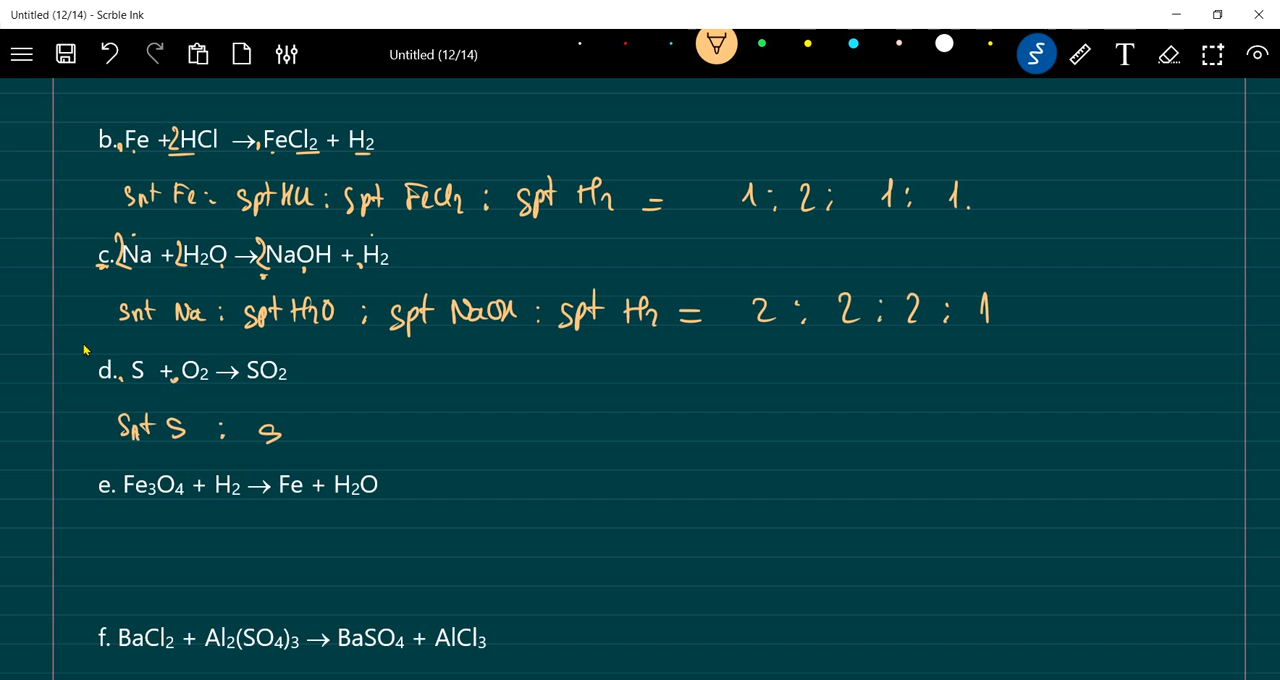 Untitled (12/14) - Scrble Ink
Untitled (12/14)
T
b. Fe + 2HCl → FeCl2 + H2
Snt Fe : spt HCl : Spt FeCl2 : spt H2 = 1 : 2 : 1 : 1.
c. 2Na + 2H2O → 2NaOH + H2
Snt Na : spt H2O : spt NaOH : spt H2 = 2 : 2 : 2 : 1
d. S + O2 → SO2
Snt S : S
e. Fe3O4 + H2 → Fe + H2O
f. BaCl2 + Al2(SO4)3 → BaSO4 + AlCl3